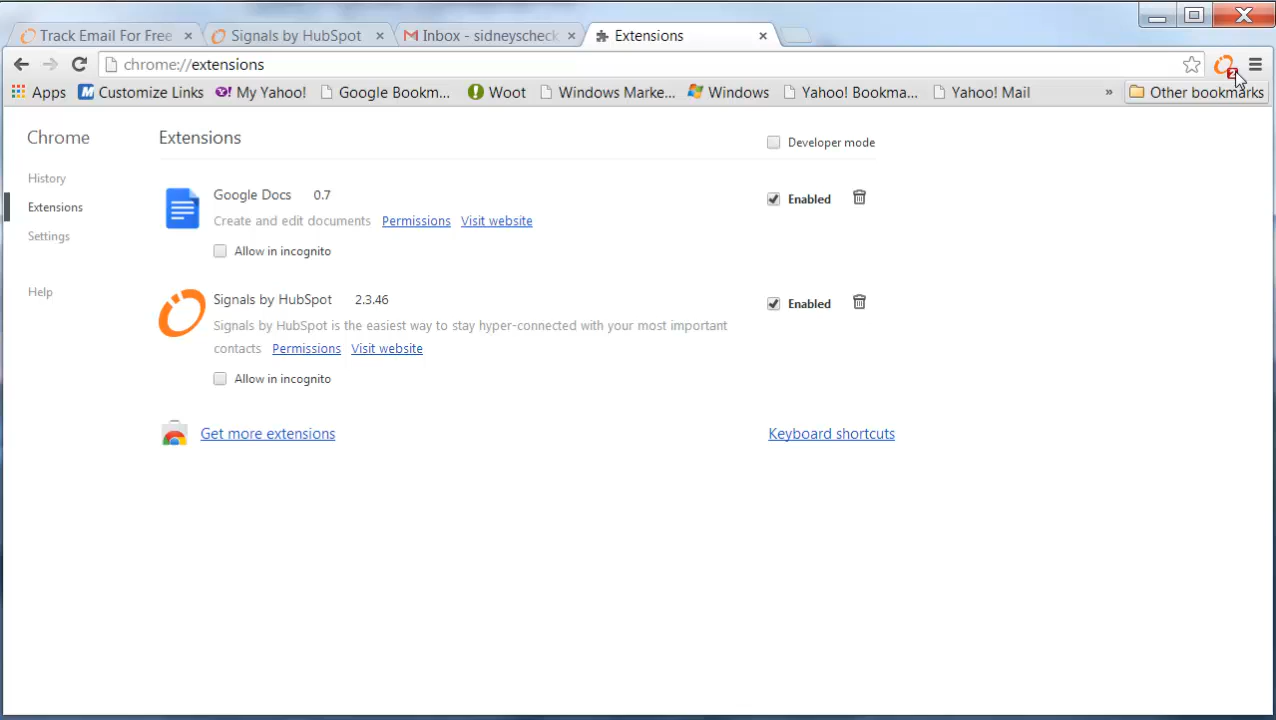 Track Email For Free
Signals by HubSpot
Inbox - sidneyscheck
Extensions
chrome://extensions
2
Apps
Customize Links
My Yahoo!
Google Bookm...
Woot
Windows Marke...
Windows
Yahoo! Bookma...
Yahoo! Mail
»
Other bookmarks
Chrome
Extensions
Developer mode
History
Extensions
Settings
Help
Google Docs 0.7
Enabled
Create and edit documents Permissions Visit website
Allow in incognito
Signals by HubSpot 2.3.46
Enabled
Signals by HubSpot is the easiest way to stay hyper-connected with your most important
contacts Permissions Visit website
Allow in incognito
Get more extensions
Keyboard shortcuts